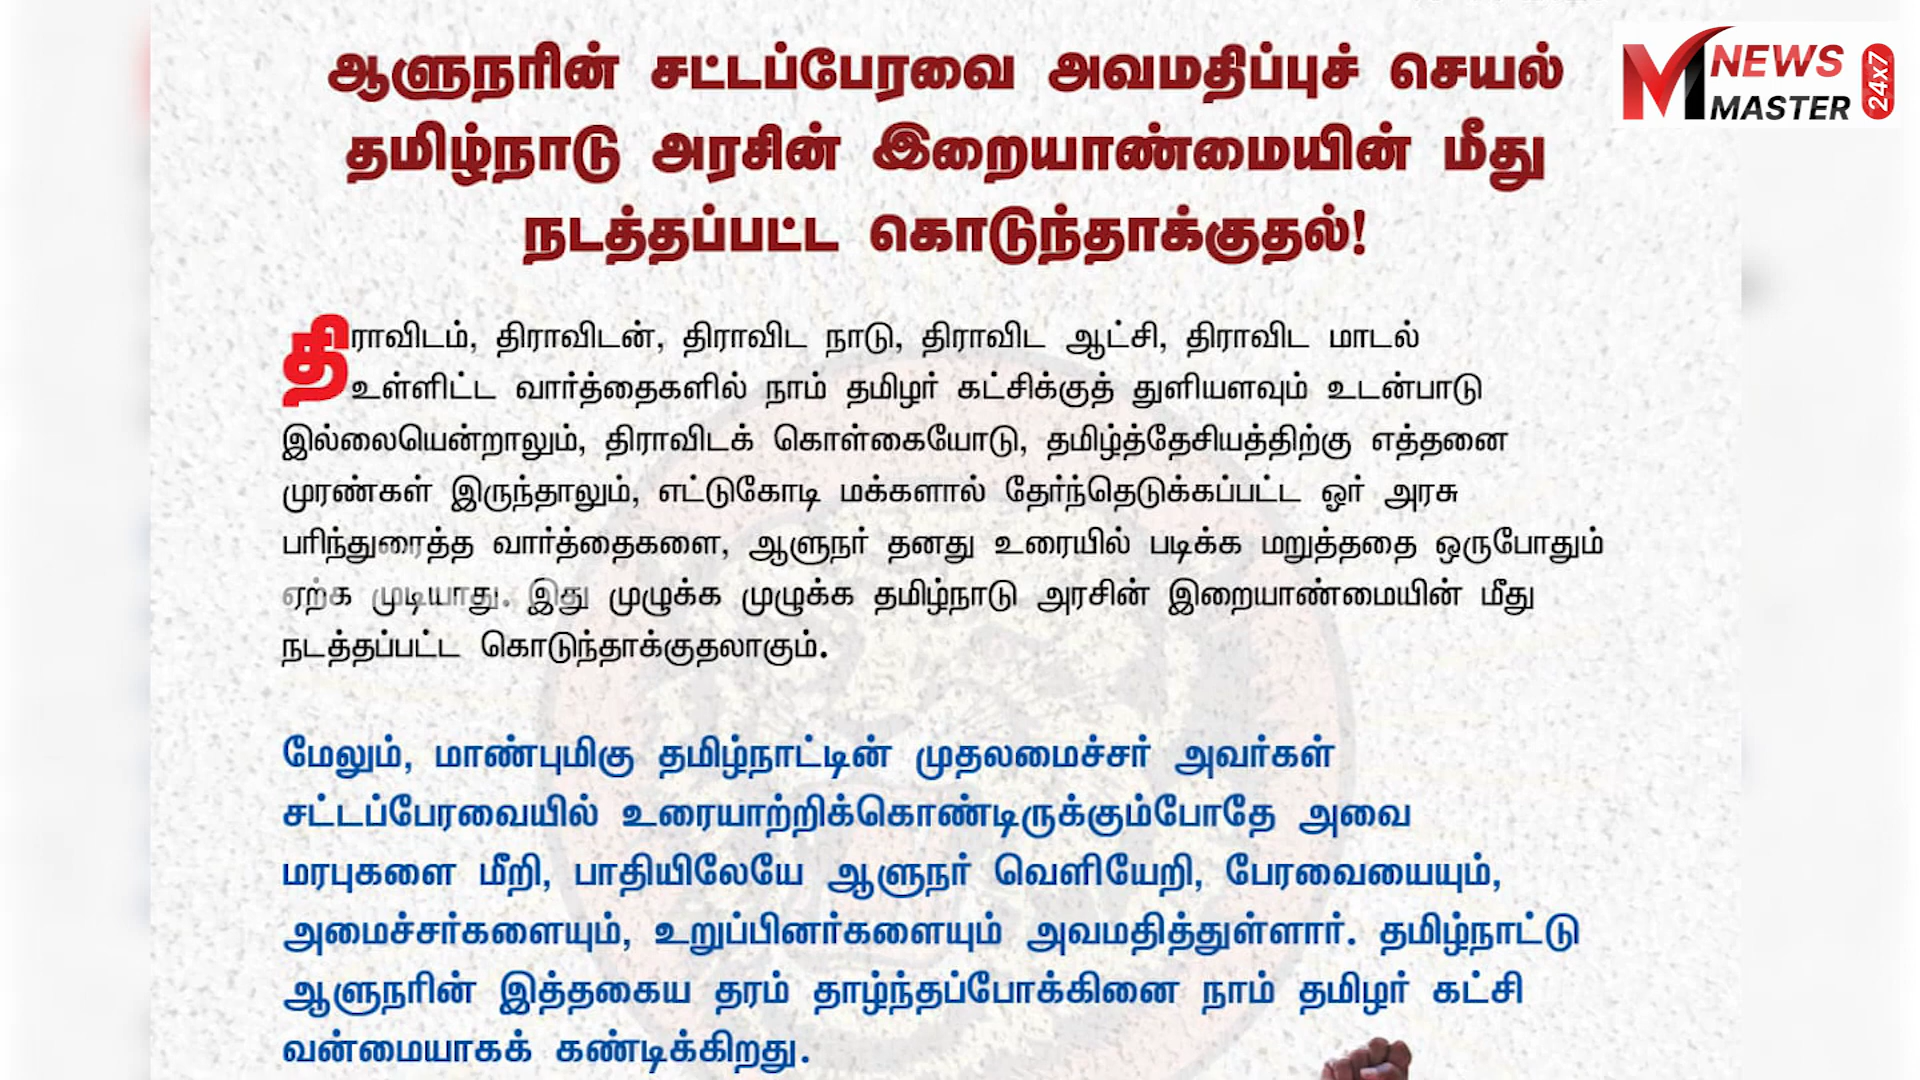 ஆளுநரின் சட்டப்பேரவை அவமதிப்புச் செயல்
தமிழ்நாடு அரசின் இறையாண்மையின் மீது
நடத்தப்பட்ட கொடுந்தாக்குதல்!
NEWS
MASTER
24x7
திராவிடம், திராவிடன், திராவிட நாடு, திராவிட ஆட்சி, திராவிட மாடல்
உள்ளிட்ட வார்த்தைகளில் நாம் தமிழர் கட்சிக்குத் துளியளவும் உடன்பாடு
இல்லையென்றாலும், திராவிடக் கொள்கையோடு, தமிழ்த்தேசியத்திற்கு எத்தனை
முரண்கள் இருந்தாலும், எட்டுகோடி மக்களால் தேர்ந்தெடுக்கப்பட்ட ஓர் அரசு
பரிந்துரைத்த வார்த்தைகளை, ஆளுநர் தனது உரையில் படிக்க மறுத்ததை ஒருபோதும்
ஏற்க முடியாது. இது முழுக்க முழுக்க தமிழ்நாடு அரசின் இறையாண்மையின் மீது
நடத்தப்பட்ட கொடுந்தாக்குதலாகும்.
மேலும், மாண்புமிகு தமிழ்நாட்டின் முதலமைச்சர் அவர்கள்
சட்டப்பேரவையில் உரையாற்றிக்கொண்டிருக்கும்போதே அவை
மரபுகளை மீறி, பாதியிலேயே ஆளுநர் வெளியேறி, பேரவையையும்,
அமைச்சர்களையும், உறுப்பினர்களையும் அவமதித்துள்ளார். தமிழ்நாட்டு
ஆளுநரின் இத்தகைய தரம் தாழ்ந்தப்போக்கினை நாம் தமிழர் கட்சி
வன்மையாகக் கண்டிக்கிறது.